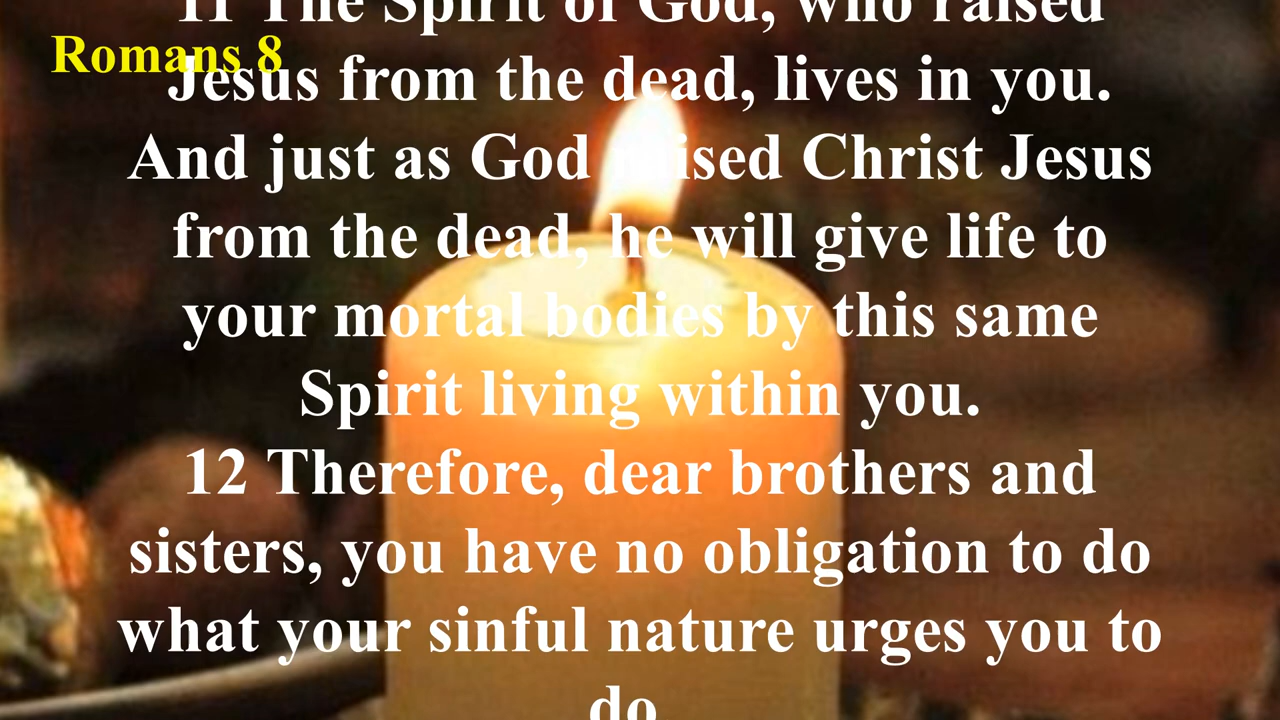 11 The Spirit of God, who raised
Romans 8
Jesus from the dead, lives in you.
And just as God raised Christ Jesus
from the dead, he will give life to
your mortal bodies by this same
Spirit living within you.
12 Therefore, dear brothers and
sisters, you have no obligation to do
what your sinful nature urges you to
do